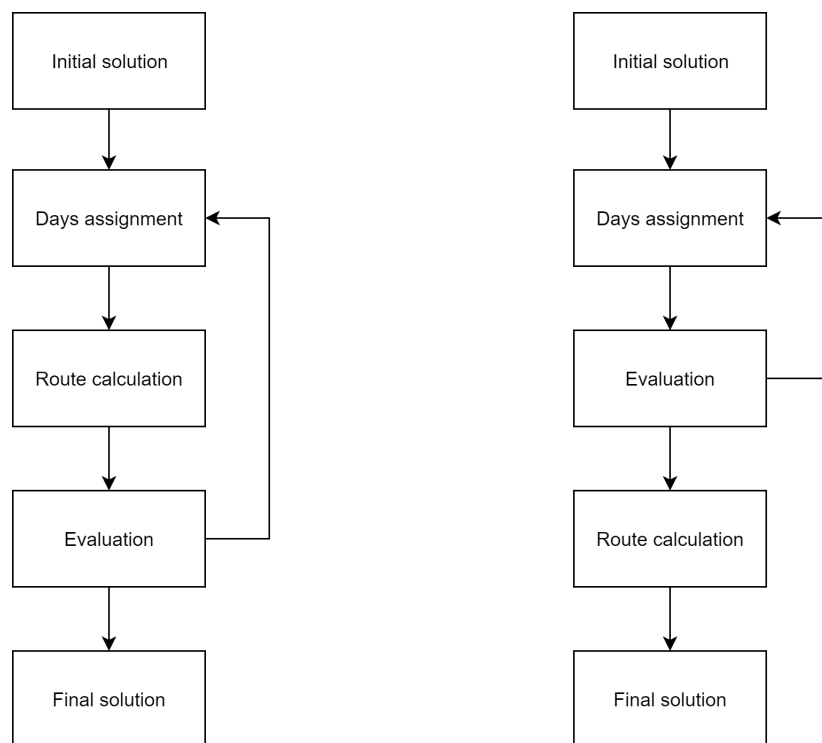 Initial solution
Days assignment
Route calculation
Evaluation
Final solution
Initial solution
Days assignment
Evaluation
Route calculation
Final solution